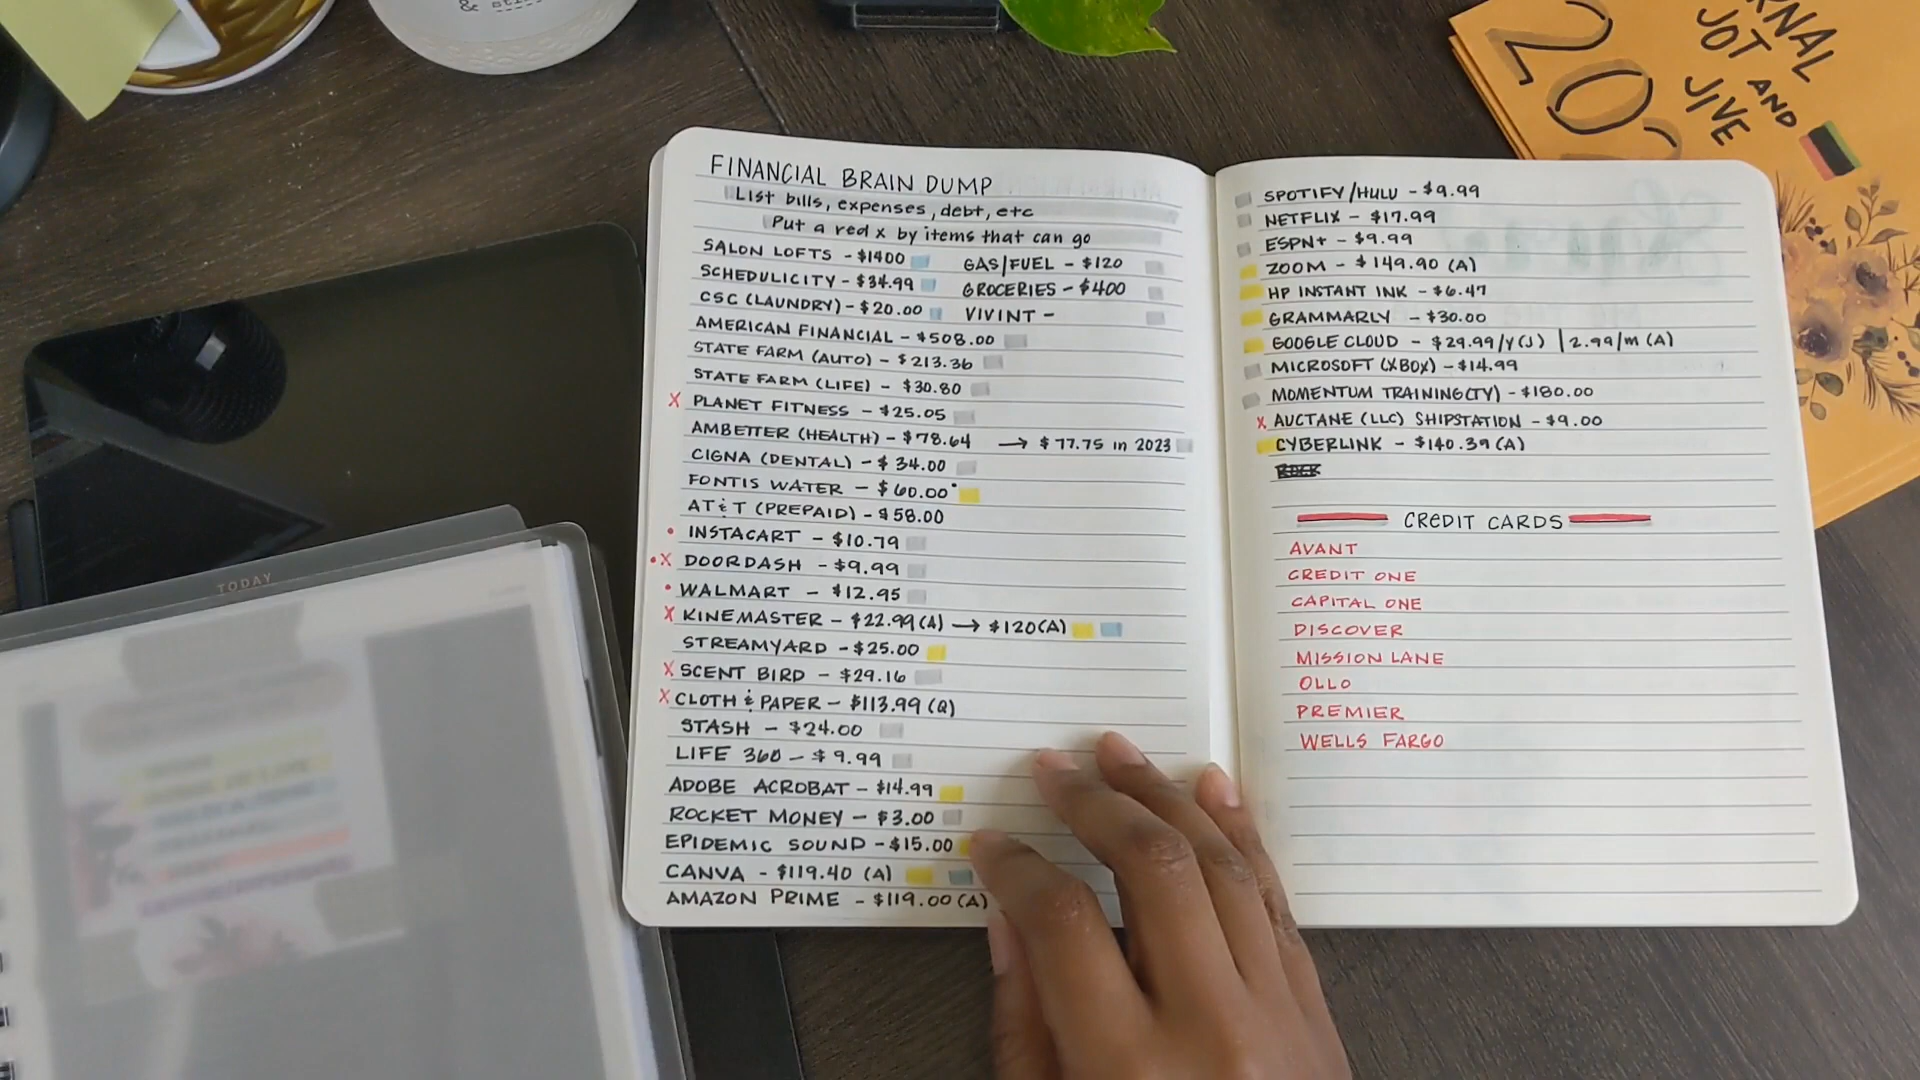 & sti
TODAY
RNAL
JOT AND
JIVE
202
FINANCIAL BRAIN DUMP
List bills, expenses, debt, etc
Put a red x by items that can go
SALON LOFTS - $1400
SCHEDULICITY - $34.99
CSC (LAUNDRY) - $20.00
GAS/FUEL - $120
GROCERIES - $400
VIVINT -
AMERICAN FINANCIAL - $508.00
STATE FARM (AUTO) - $213.36
STATE FARM (LIFE) - $30.80
X PLANET FITNESS - $25.05
AMBETTER (HEALTH) - $78.64 → $77.75 in 2023
CIGNA (DENTAL) - $34.00
FONTIS WATER - $60.00
AT&T (PREPAID) - $58.00
• INSTACART - $10.79
• X DOORDASH - $9.99
• WALMART - $12.95
X KINEMASTER - $22.99 (A) → $120 (A)
STREAMYARD - $25.00
X SCENT BIRD - $29.16
X CLOTH & PAPER - $113.99 (Q)
STASH - $24.00
LIFE 360 - $9.99
ADOBE ACROBAT - $14.99
ROCKET MONEY - $3.00
EPIDEMIC SOUND - $15.00
CANVA - $119.40 (A)
AMAZON PRIME - $119.00 (A)
SPOTIFY/HULU - $9.99
NETFLIX - $17.99
ESPN+ - $9.99
ZOOM - $149.90 (A)
HP INSTANT INK - $6.47
GRAMMARLY - $30.00
GOOGLE CLOUD - $29.99/Y (J) | 2.99/m (A)
MICROSOFT (XBOX) - $14.99
MOMENTUM TRAINING (TY) - $180.00
X AUCTANE (LLC) SHIPSTATION - $9.00
CYBERLINK - $140.39 (A)
CREDIT CARDS
AVANT
CREDIT ONE
CAPITAL ONE
DISCOVER
MISSION LANE
OLLO
PREMIER
WELLS FARGO